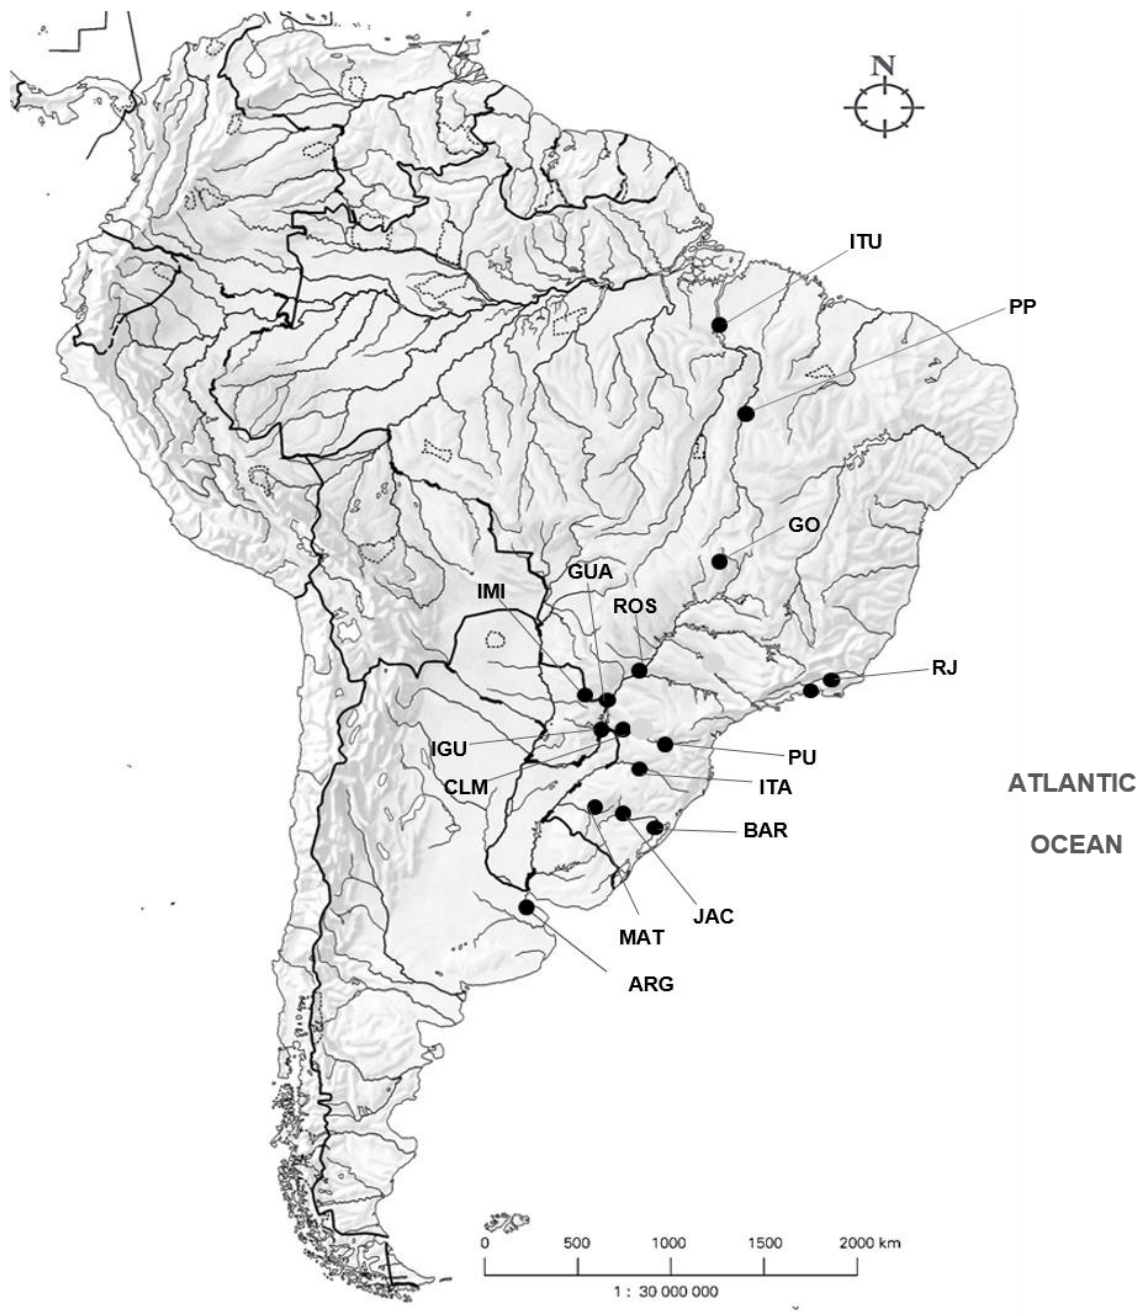 N
ITU
PP
GO
GUA
IMI
ROS
RJ
IGU
PU
CLM
ITA
ATLANTIC
OCEAN
BAR
JAC
MAT
ARG
0 500 1000 1500 2000 km
1 : 30 000 000